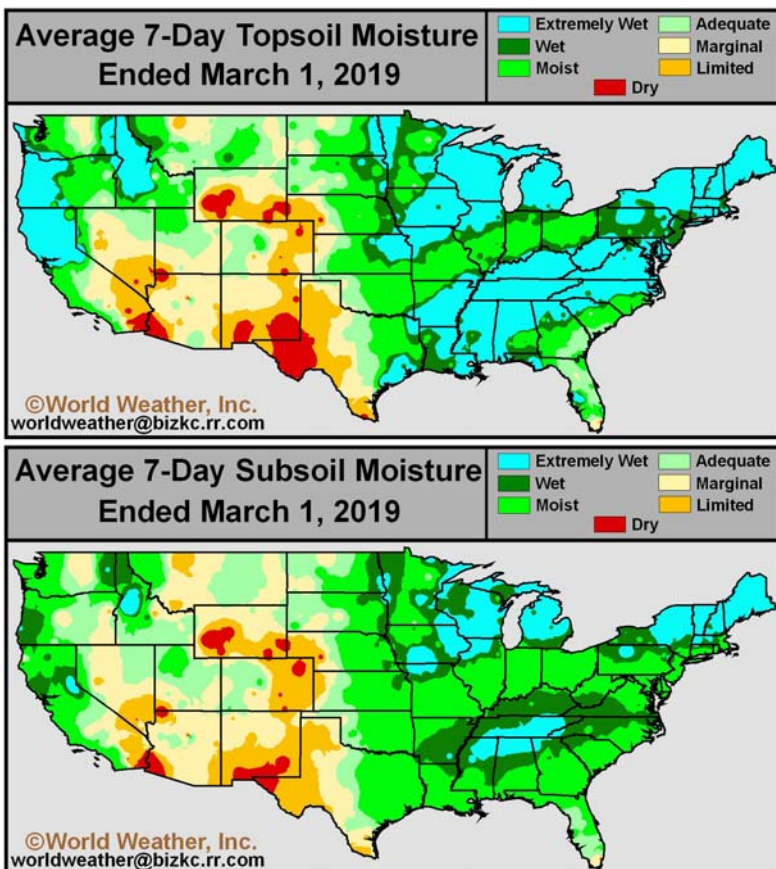 Average 7-Day Topsoil Moisture
Ended March 1, 2019
Extremely Wet
Adequate
Wet
Marginal
Moist
Limited
Dry
©World Weather, Inc.
worldweather@bizkc.rr.com
Average 7-Day Subsoil Moisture
Ended March 1, 2019
Extremely Wet
Adequate
Wet
Marginal
Moist
Limited
Dry
©World Weather, Inc.
worldweather@bizkc.rr.com